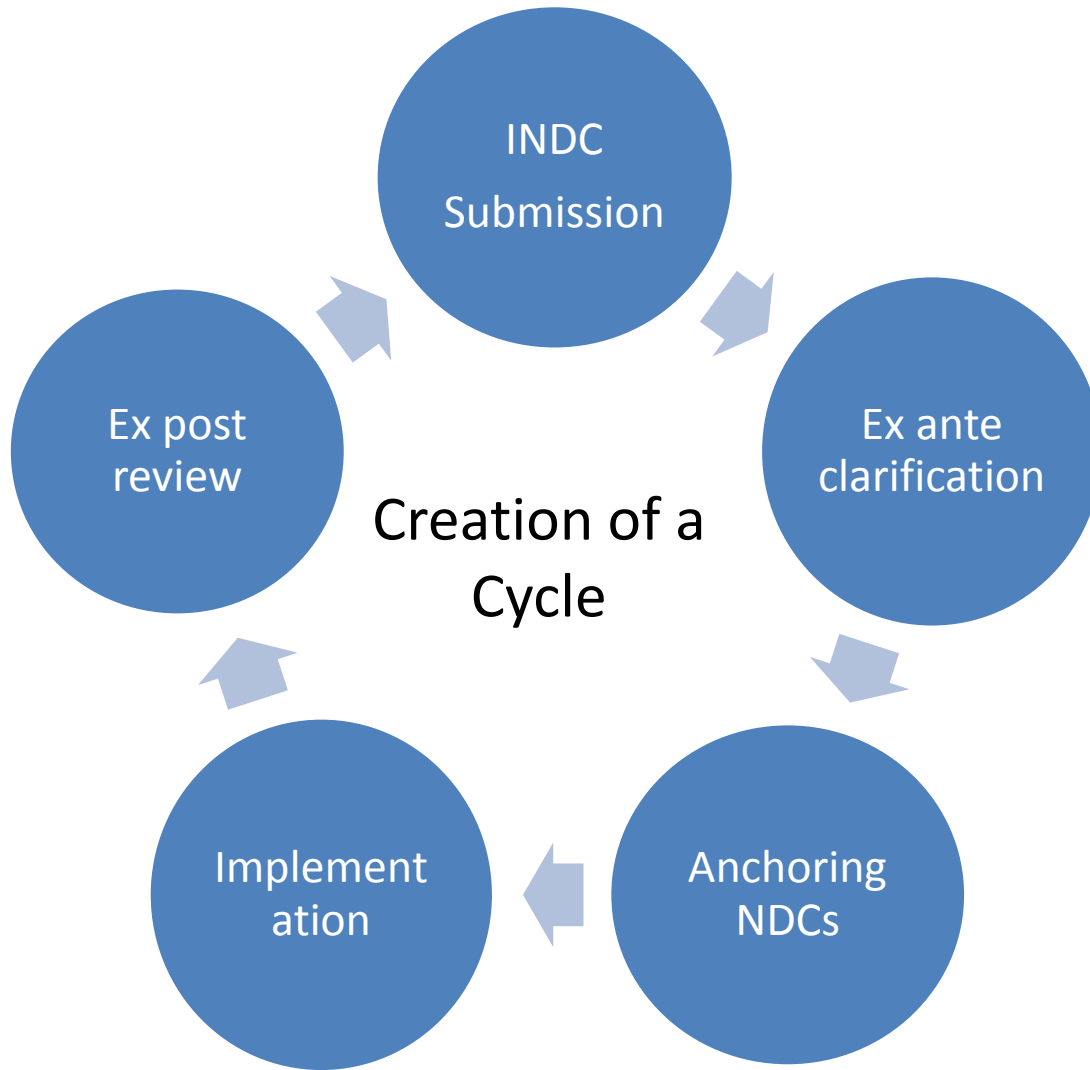 INDC
Submission
Ex ante
clarification
Anchoring
NDCs
Implement
ation
Ex post
review
Creation of a
Cycle